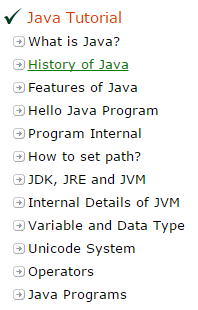 Java Tutorial
What is Java?
History of Java
Features of Java
Hello Java Program
Program Internal
How to set path?
JDK, JRE and JVM
Internal Details of JVM
Variable and Data Type
Unicode System
Operators
Java Programs